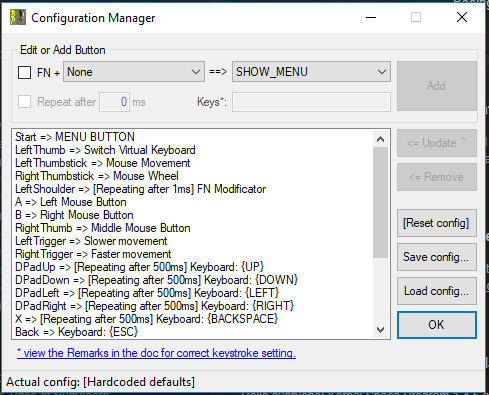 Configuration Manager
Edit or Add Button
FN + None ==> SHOW_MENU
Add
Repeat after 0 ms Keys*:
Start => MENU BUTTON
LeftThumb => Switch Virtual Keyboard
LeftThumbstick => Mouse Movement
RightThumbstick => Mouse Wheel
LeftShoulder => [Repeating after 1ms] FN Modificator
A => Left Mouse Button
B => Right Mouse Button
RightThumb => Middle Mouse Button
LeftTrigger => Slower movement
RightTrigger => Faster movement
DPadUp => [Repeating after 500ms] Keyboard: {UP}
DPadDown => [Repeating after 500ms] Keyboard: {DOWN}
DPadLeft => [Repeating after 500ms] Keyboard: {LEFT}
DPadRight => [Repeating after 500ms] Keyboard: {RIGHT}
X => [Repeating after 500ms] Keyboard: {BACKSPACE}
Back => Keyboard: {ESC}
<= Update ^
<= Remove
[Reset config]
Save config...
Load config...
OK
* view the Remarks in the doc for correct keystroke setting.
Actual config: [Hardcoded defaults]